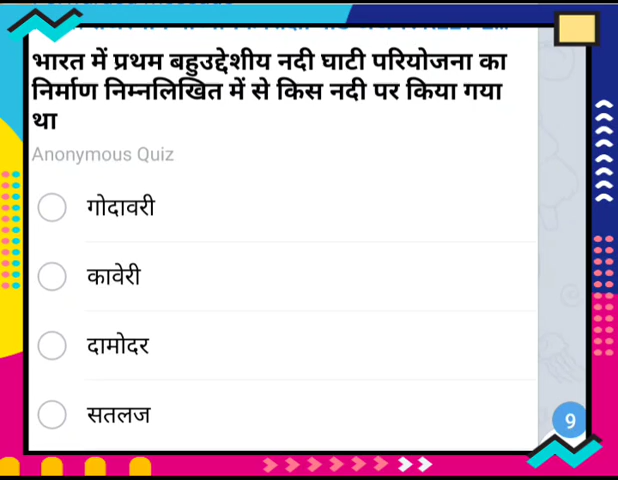 भारत में प्रथम बहुउद्देशीय नदी घाटी परियोजना का
निर्माण निम्नलिखित में से किस नदी पर किया गया
था
Anonymous Quiz
गोदावरी
कावेरी
दामोदर
सतलज
9